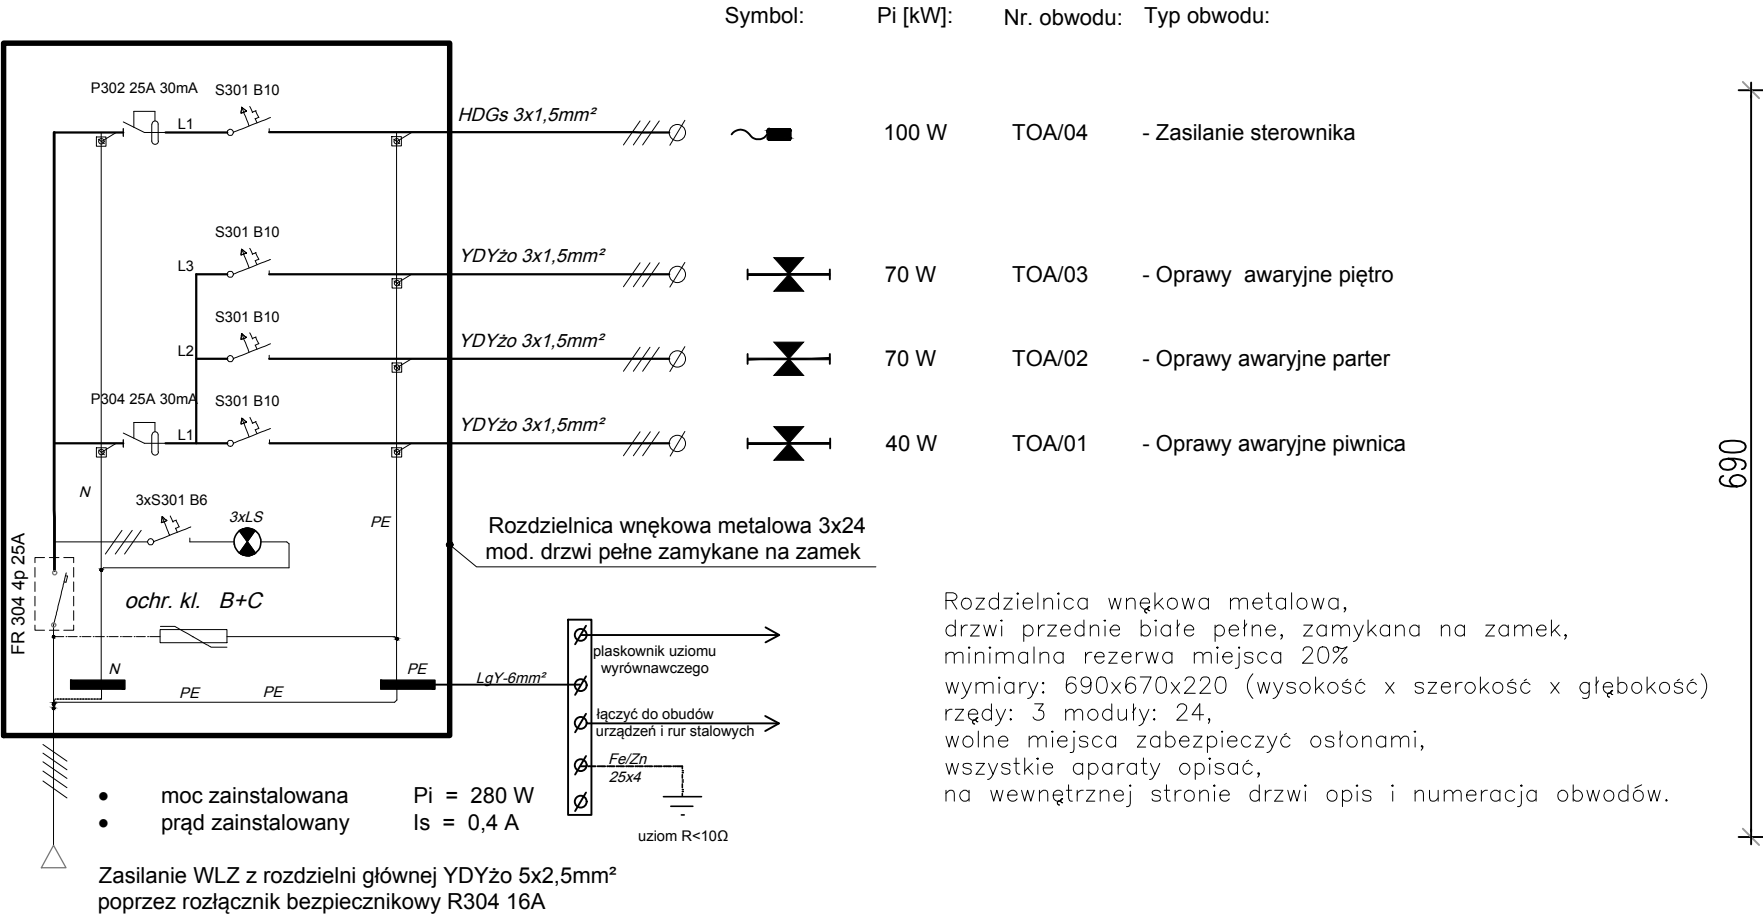 Symbol: Pi [kW]: Nr. obwodu: Typ obwodu:
P302 25A 30mA S301 B10
L1
HDGs 3x1,5mm²
100 W TOA/04 - Zasilanie sterownika
S301 B10
L3
YDYżo 3x1,5mm²
70 W TOA/03 - Oprawy awaryjne piętro
S301 B10
L2
YDYżo 3x1,5mm²
70 W TOA/02 - Oprawy awaryjne parter
P304 25A 30mA S301 B10
L1
YDYżo 3x1,5mm²
40 W TOA/01 - Oprawy awaryjne piwnica
690
N
3xS301 B6
3xLS
PE
FR 304 4p 25A
Rozdzielnica wnękowa metalowa 3x24
mod. drzwi pełne zamykane na zamek
ochr. kl. B+C
N
PE
PE PE
LgY-6mm²
plaskownik uziomu
wyrównawczego
łączyć do obudów
urządzeń i rur stalowych
Fe/Zn
25x4
uziom R<10Ω
Rozdzielnica wnękowa metalowa,
drzwi przednie białe pełne, zamykana na zamek,
minimalna rezerwa miejsca 20%
wymiary: 690x670x220 (wysokość x szerokość x głębokość)
rzędy: 3 moduły: 24,
wolne miejsca zabezpieczyć osłonami,
wszystkie aparaty opisać,
na wewnętrznej stronie drzwi opis i numeracja obwodów.
• moc zainstalowana Pi = 280 W
• prąd zainstalowany Is = 0,4 A
Zasilanie WLZ z rozdzielni głównej YDYżo 5x2,5mm²
poprzez rozłącznik bezpiecznikowy R304 16A